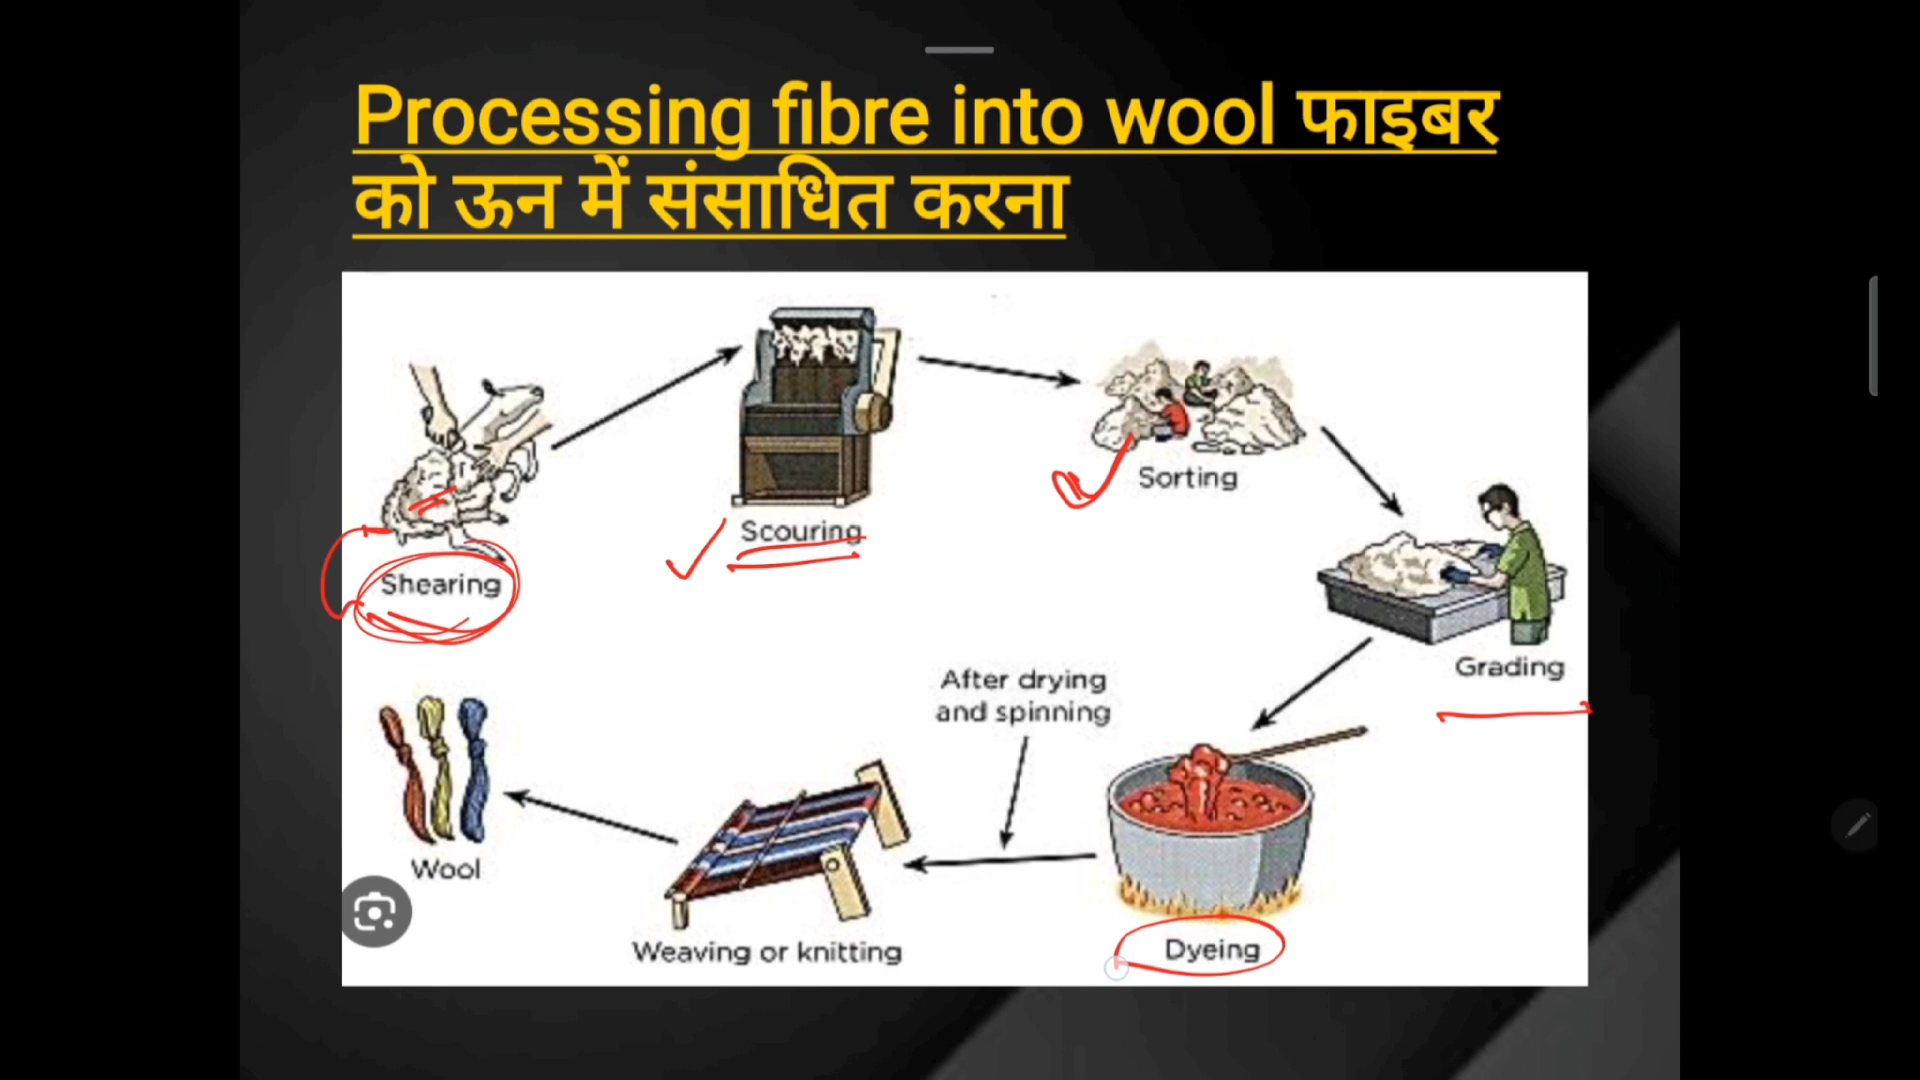 Processing fibre into wool फाइबर
को ऊन में संसाधित करना
Shearing
Scouring
Sorting
Grading
Dyeing
After drying
and spinning
Weaving or knitting
Wool